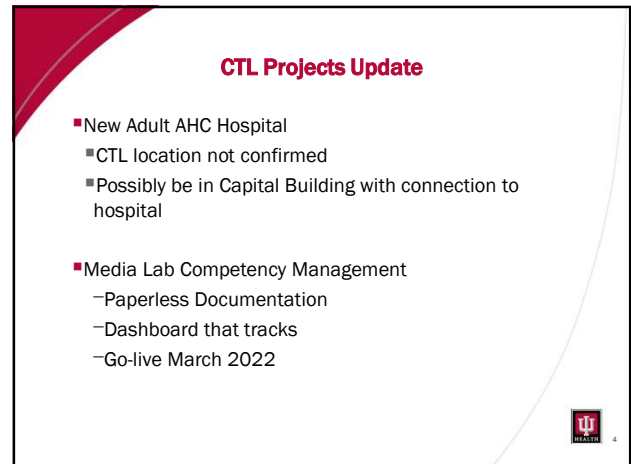 CTL Projects Update
▪New Adult AHC Hospital
▪CTL location not confirmed
▪Possibly be in Capital Building with connection to
hospital
▪Media Lab Competency Management
–Paperless Documentation
–Dashboard that tracks
–Go-live March 2022
HEALTH
4